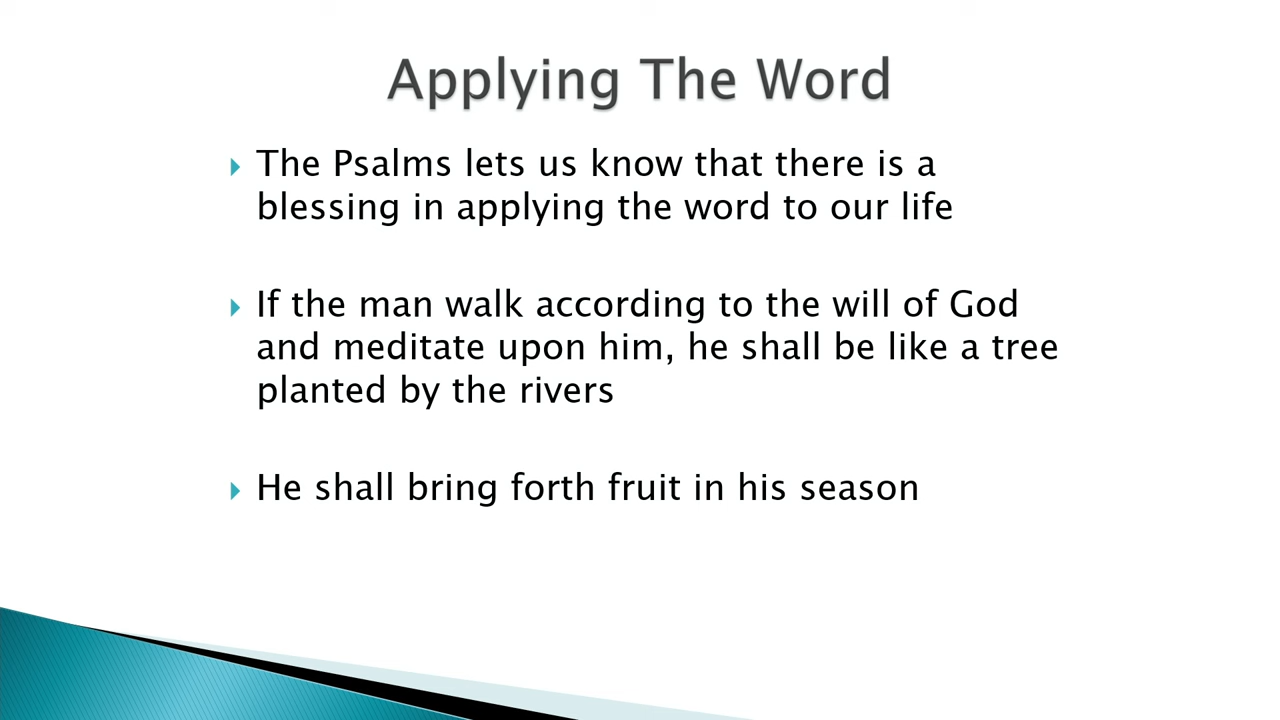 Applying The Word
The Psalms lets us know that there is a
blessing in applying the word to our life
If the man walk according to the will of God
and meditate upon him, he shall be like a tree
planted by the rivers
He shall bring forth fruit in his season